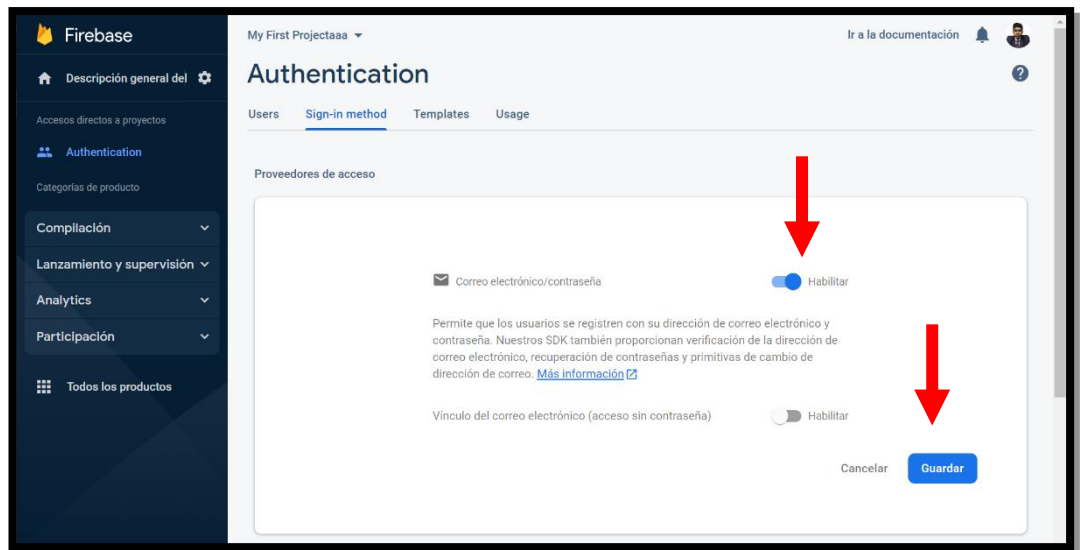 Firebase
Descripción general del
Accesos directos a proyectos
Authentication
Categorías de producto
Compilación
Lanzamiento y supervisión
Analytics
Participación
Todos los productos
My First Projectaaa
Ir a la documentación
Authentication
Users Sign-in method Templates Usage
Proveedores de acceso
Correo electrónico/contraseña Habilitar
Permite que los usuarios se registren con su dirección de correo electrónico y
contraseña. Nuestros SDK también proporcionan verificación de la dirección de
correo electrónico, recuperación de contraseñas y primitivas de cambio de
dirección de correo. Más información
Vínculo del correo electrónico (acceso sin contraseña) Habilitar
Cancelar Guardar